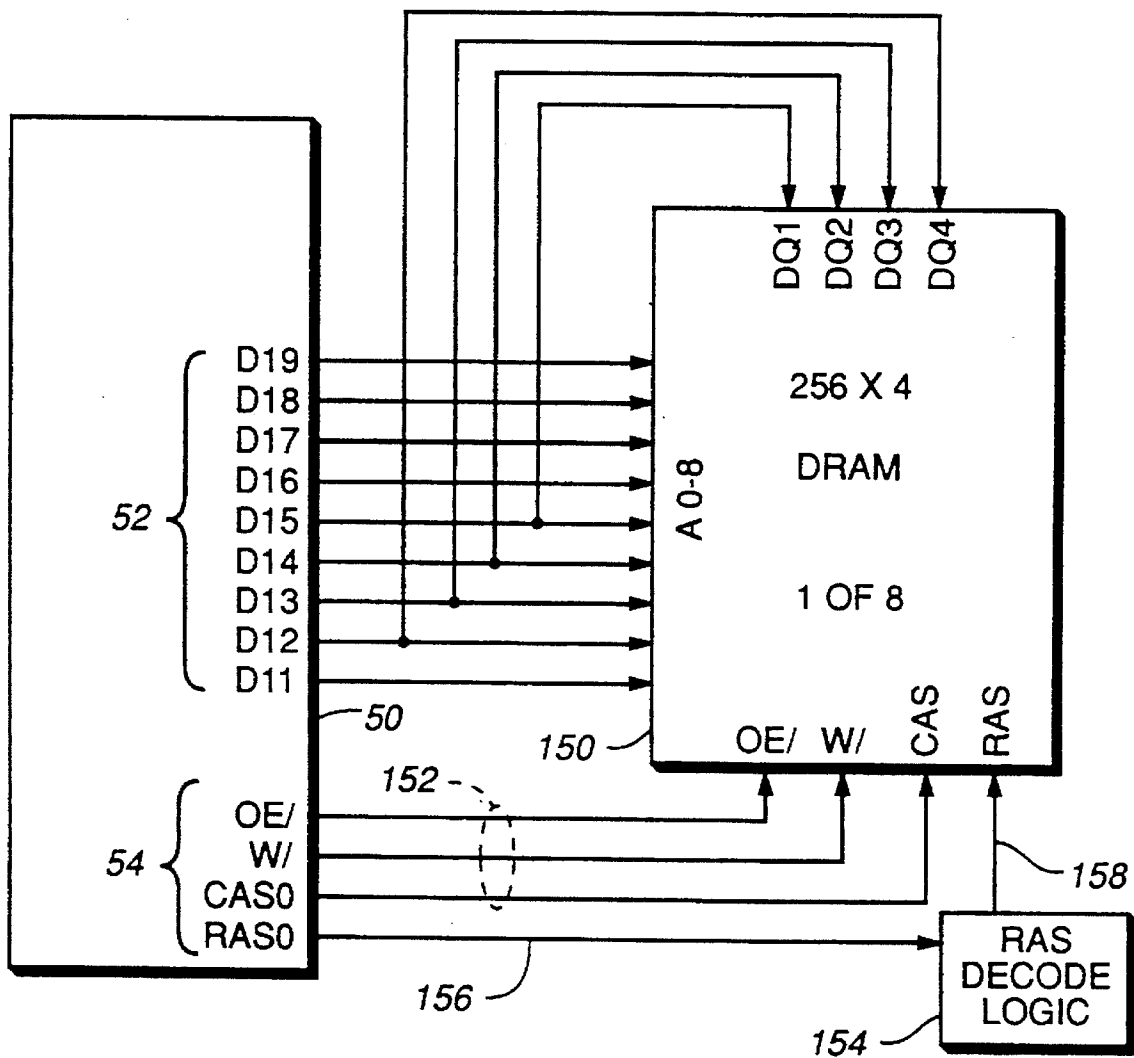 DQ1 DQ2 DQ3 DQ4
D19
D18
D17
D16
D15
D14
D13
D12
D11
52
A 0-8
256 X 4
DRAM
1 OF 8
50
150
OE/ W/ CAS RAS
152
54
OE/
W/
CAS0
RAS0
156
158
RAS
DECODE
LOGIC
154